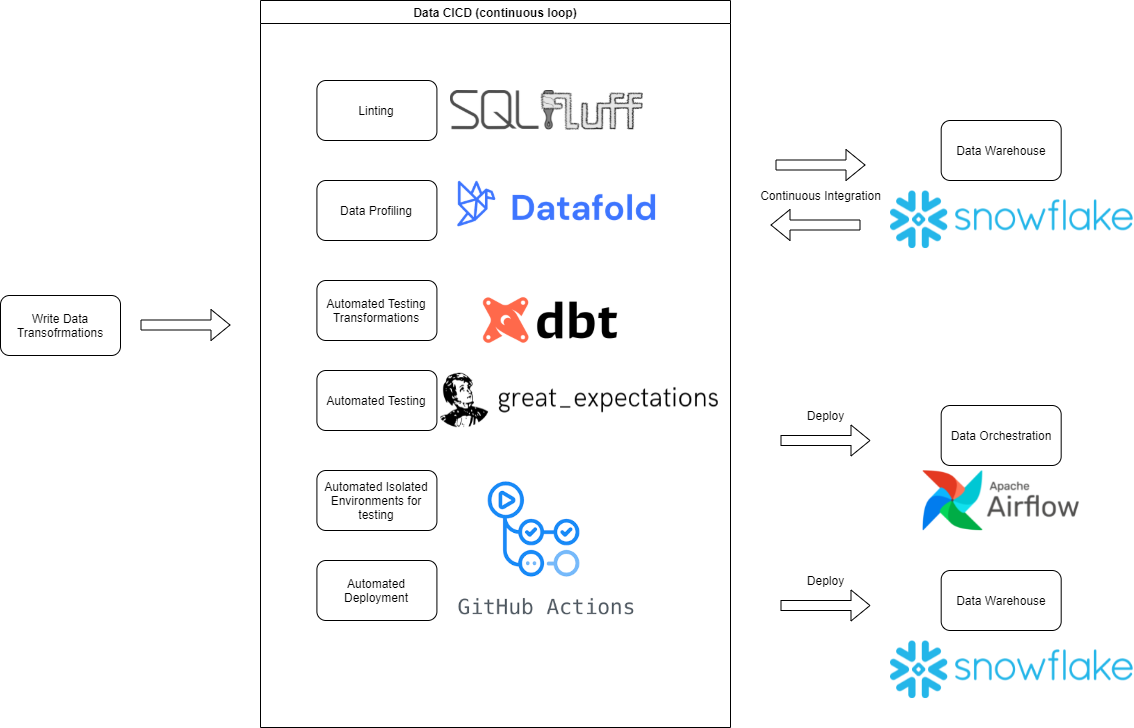 Data CICD (continuous loop)
Linting
SQLfluff
Data Profiling
Datafold
Automated Testing
Transformations
dbt
Automated Testing
great_expectations
Automated Isolated
Environments for
testing
Automated
Deployment
GitHub Actions
Write Data
Transofrmations
Continuous Integration
Data Warehouse
snowflake
Deploy
Data Orchestration
Apache
Airflow
Deploy
Data Warehouse
snowflake